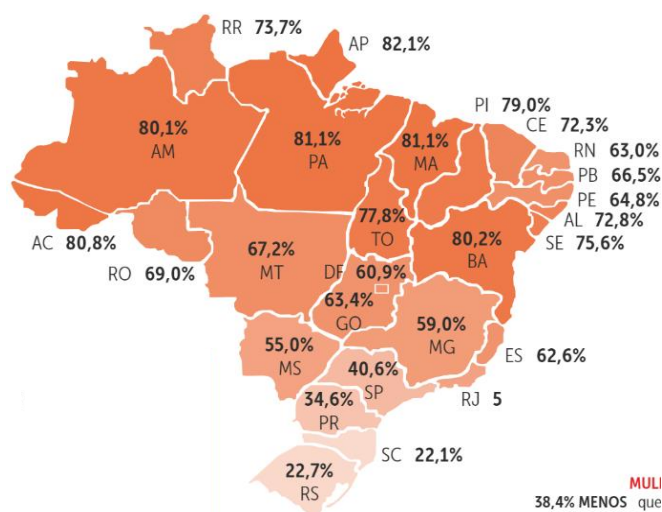 RR 73,7%
AP 82,1%
PI 79,0%
CE 72,3%
RN 63,0%
PB 66,5%
PE 64,8%
AL 72,8%
SE 75,6%
80,1%
AM
81,1%
PA
81,1%
MA
77,8%
TO
80,2%
BA
AC 80,8%
RO 69,0%
67,2%
MT
DF 60,9%
63,4%
GO
59,0%
MG
55,0%
MS
ES 62,6%
40,6%
SP
RJ 5
34,6%
PR
SC 22,1%
22,7%
RS
38,4% MENOS que